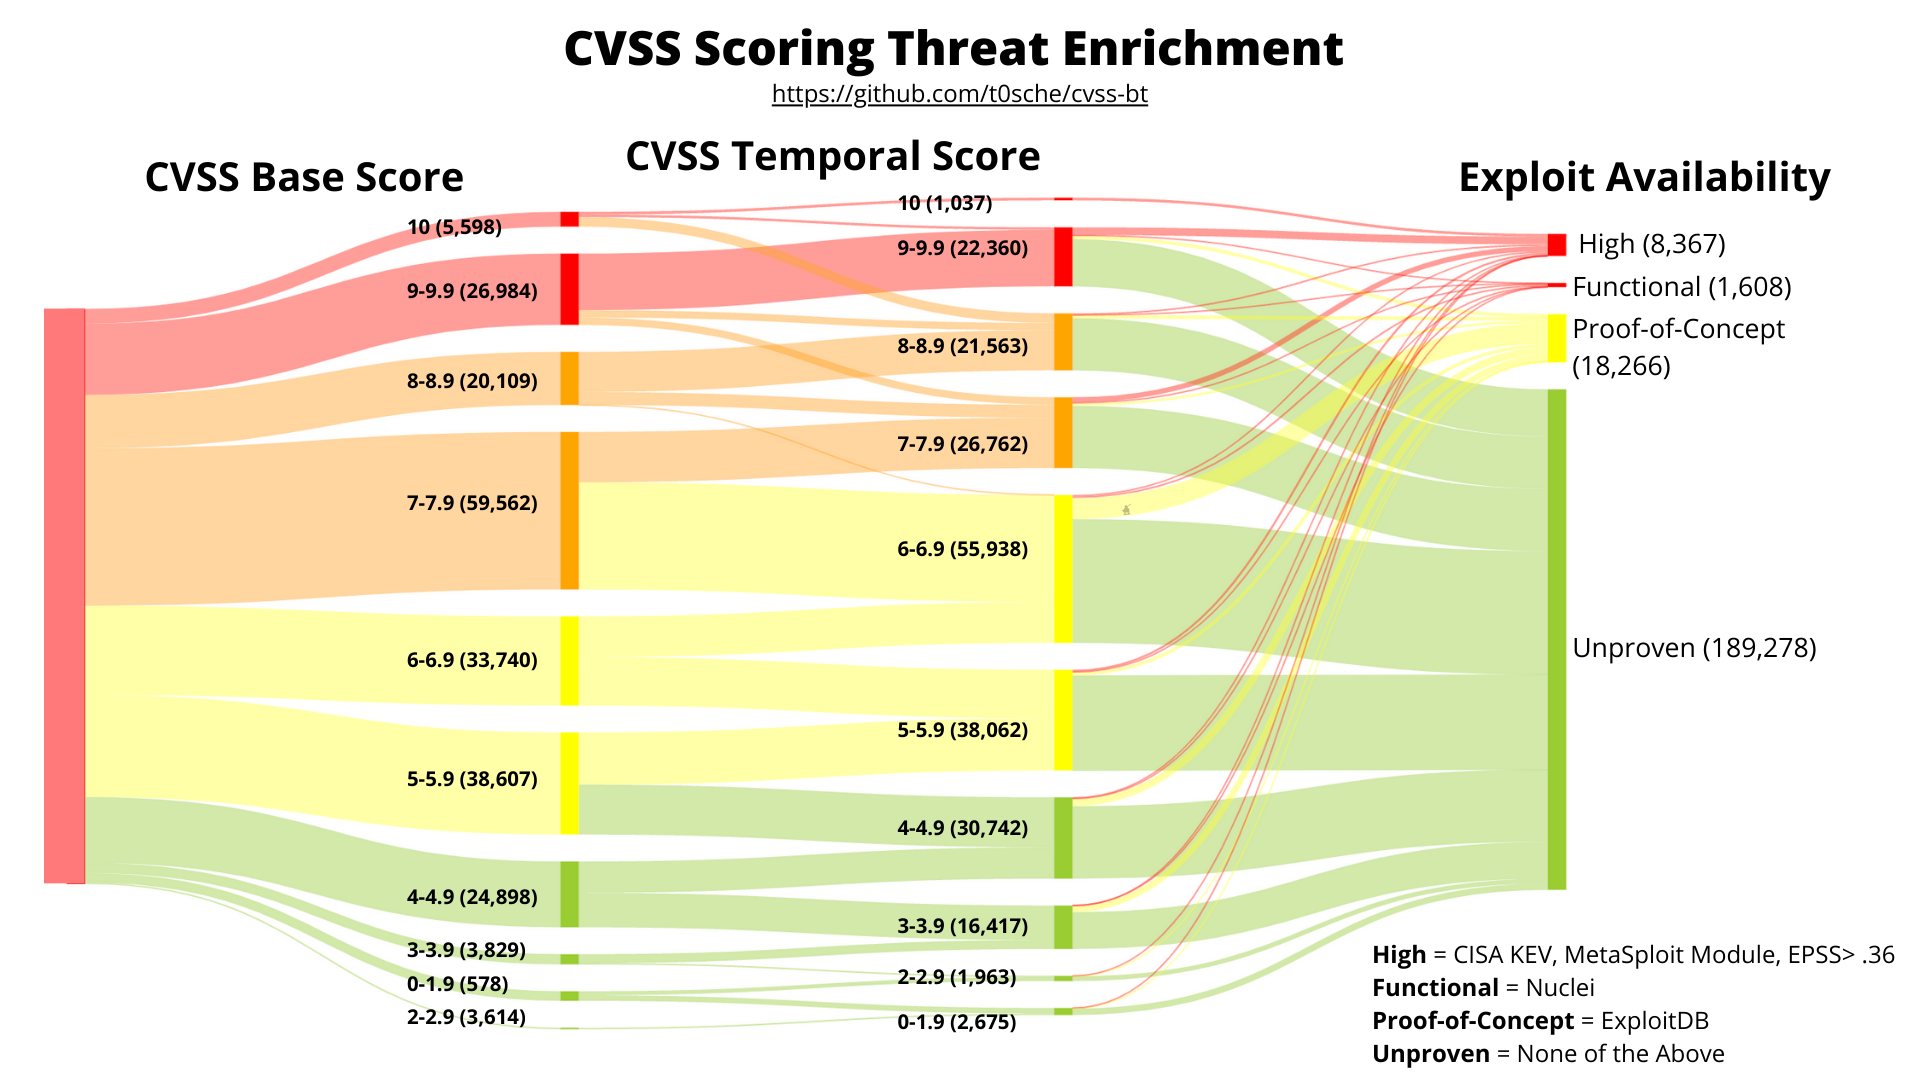 CVSS Scoring Threat Enrichment
https://github.com/t0sche/cvss-bt
CVSS Base Score
CVSS Temporal Score
Exploit Availability
10 (5,598)
9-9.9 (26,984)
8-8.9 (20,109)
7-7.9 (59,562)
6-6.9 (33,740)
5-5.9 (38,607)
4-4.9 (24,898)
3-3.9 (3,829)
0-1.9 (578)
2-2.9 (3,614)
10 (1,037)
9-9.9 (22,360)
8-8.9 (21,563)
7-7.9 (26,762)
6-6.9 (55,938)
5-5.9 (38,062)
4-4.9 (30,742)
3-3.9 (16,417)
2-2.9 (1,963)
0-1.9 (2,675)
High (8,367)
Functional (1,608)
Proof-of-Concept
(18,266)
Unproven (189,278)
High = CISA KEV, MetaSploit Module, EPSS> .36
Functional = Nuclei
Proof-of-Concept = ExploitDB
Unproven = None of the Above